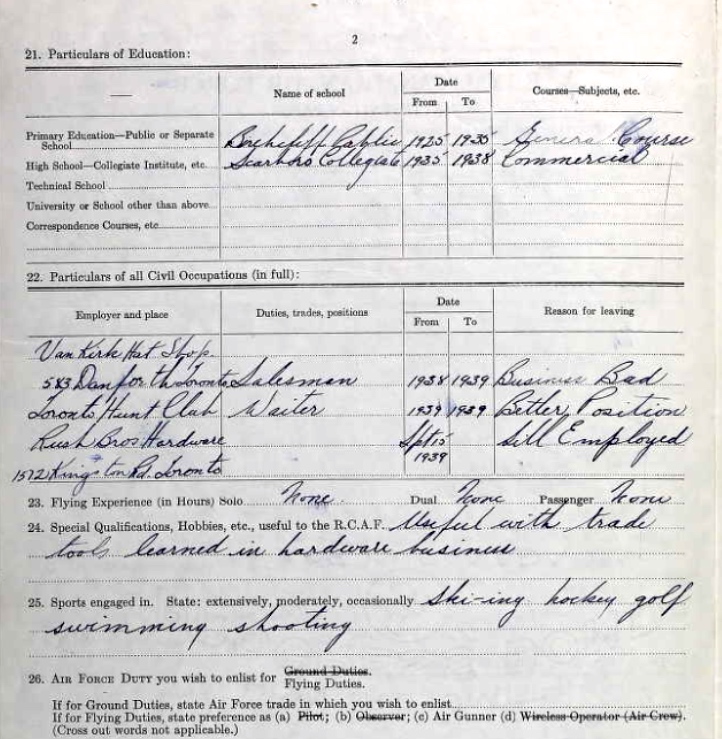 2
21. Particulars of Education:
Name of school Date Courses—Subjects, etc.
From To
Primary Education—Public or Separate
School 1925 1935 General Course
High School—Collegiate Institute, etc. Scarboro Collegiate 1935 1938 Commercial
Technical School
University or School other than above
Correspondence Courses, etc
22. Particulars of all Civil Occupations (in full):
Employer and place Duties, trades, positions Date Reason for leaving
From To
Van Kirk Hat Shop.
583 Danforth Toronto Salesman 1938 1939 Business Bad
Toronto Hunt Club Waiter 1939 1939 Better Position
Rush Bros Hardware Sept 15 Still Employed
1939
1572 Kingston Rd. Toronto
23. Flying Experience (in Hours) Solo None. Dual None Passenger None
24. Special Qualifications, Hobbies, etc., useful to the R.C.A.F. Useful with trade
tools learned in hardware business
25. Sports engaged in. State: extensively, moderately, occasionally ski-ing hockey golf
swimming shooting
26. AIR FORCE DUTY you wish to enlist for Ground Duties.
Flying Duties.
If for Ground Duties, state Air Force trade in which you wish to enlist
If for Flying Duties, state preference as (a) Pilot; (b) Observer; (c) Air Gunner (d) Wireless Operator (Air Crew).
(Cross out words not applicable.)